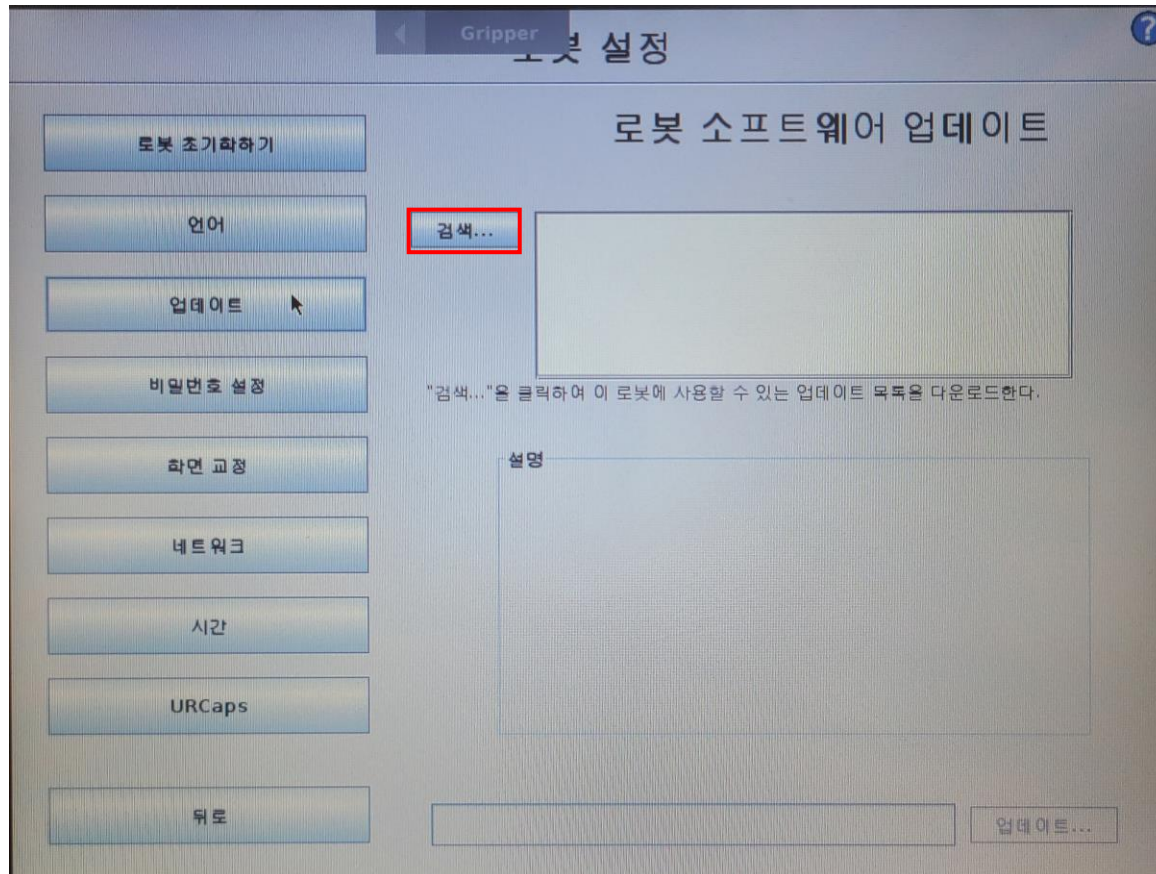 Gripper
로봇 설정
로봇 초기화하기
언어
업데이트
비밀번호 설정
화면 교정
네트워크
시간
URCaps
뒤로
로봇 소프트웨어 업데이트
검색...
"검색..."을 클릭하여 이 로봇에 사용할 수 있는 업데이트 목록을 다운로드한다.
설명
업데이트...
?